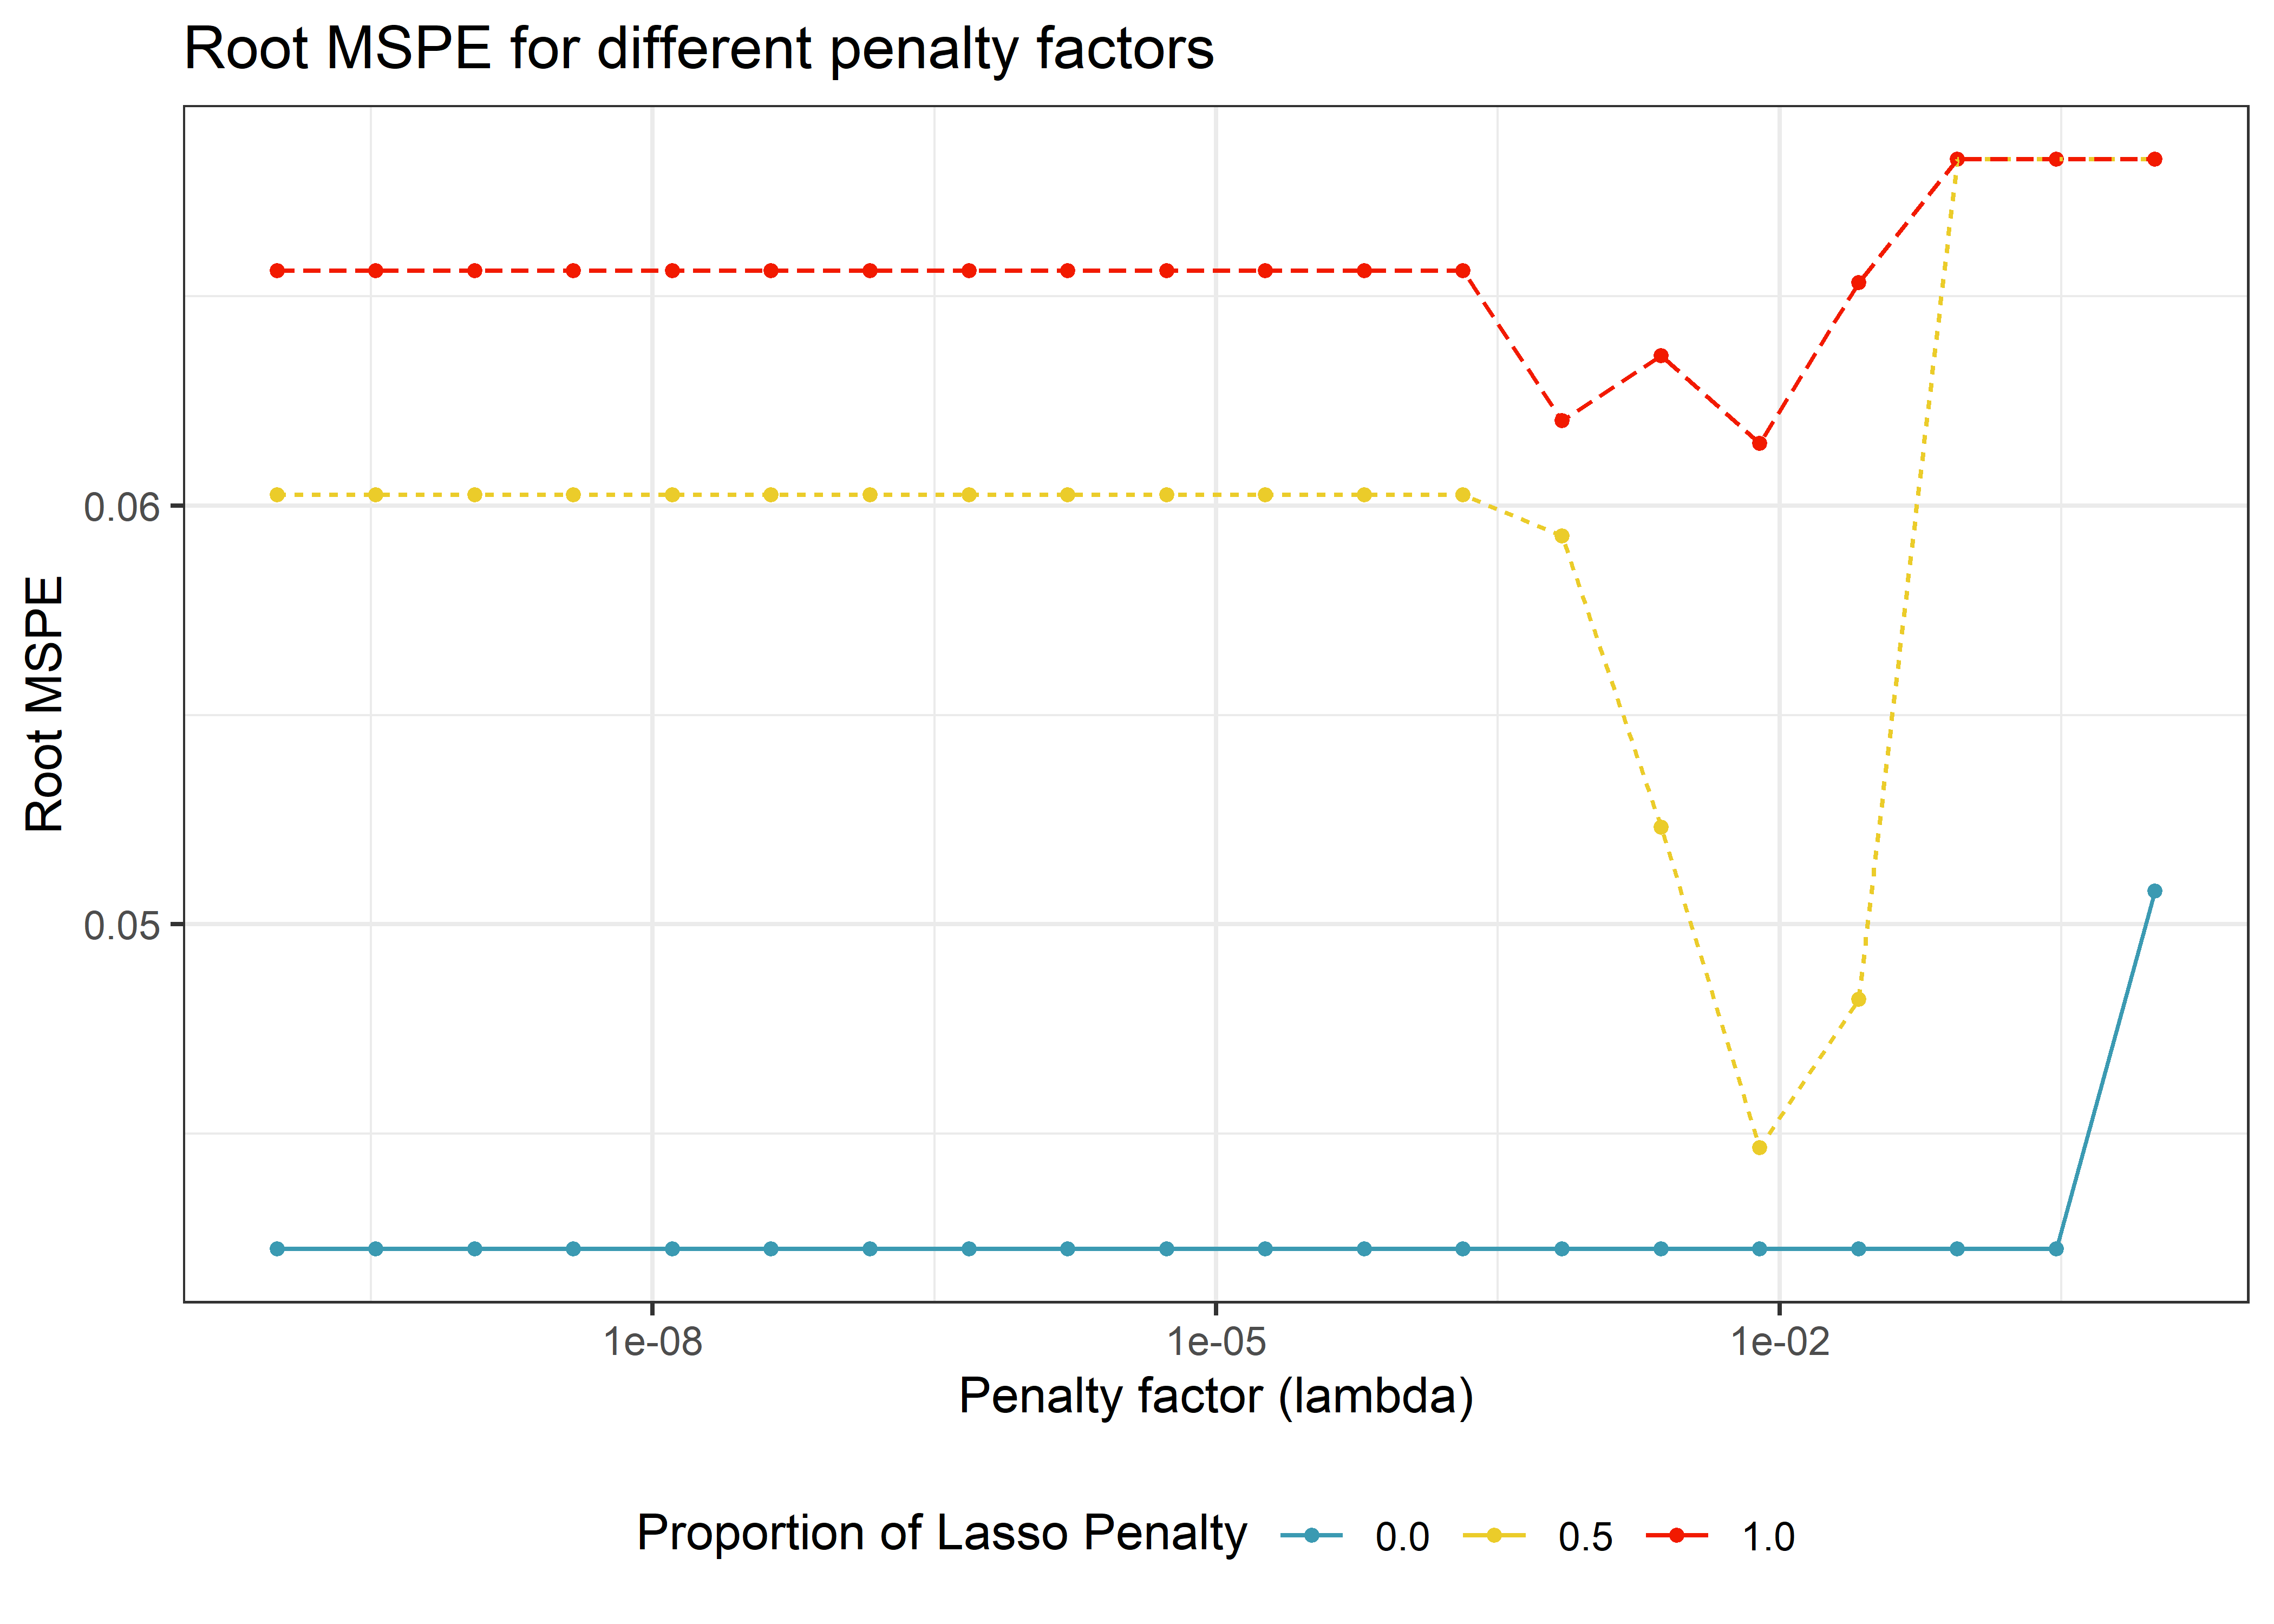 Root MSPE for different penalty factors
Root MSPE
0.06
0.05
1e-08 1e-05 1e-02
Penalty factor (lambda)
Proportion of Lasso Penalty 0.0 0.5 1.0